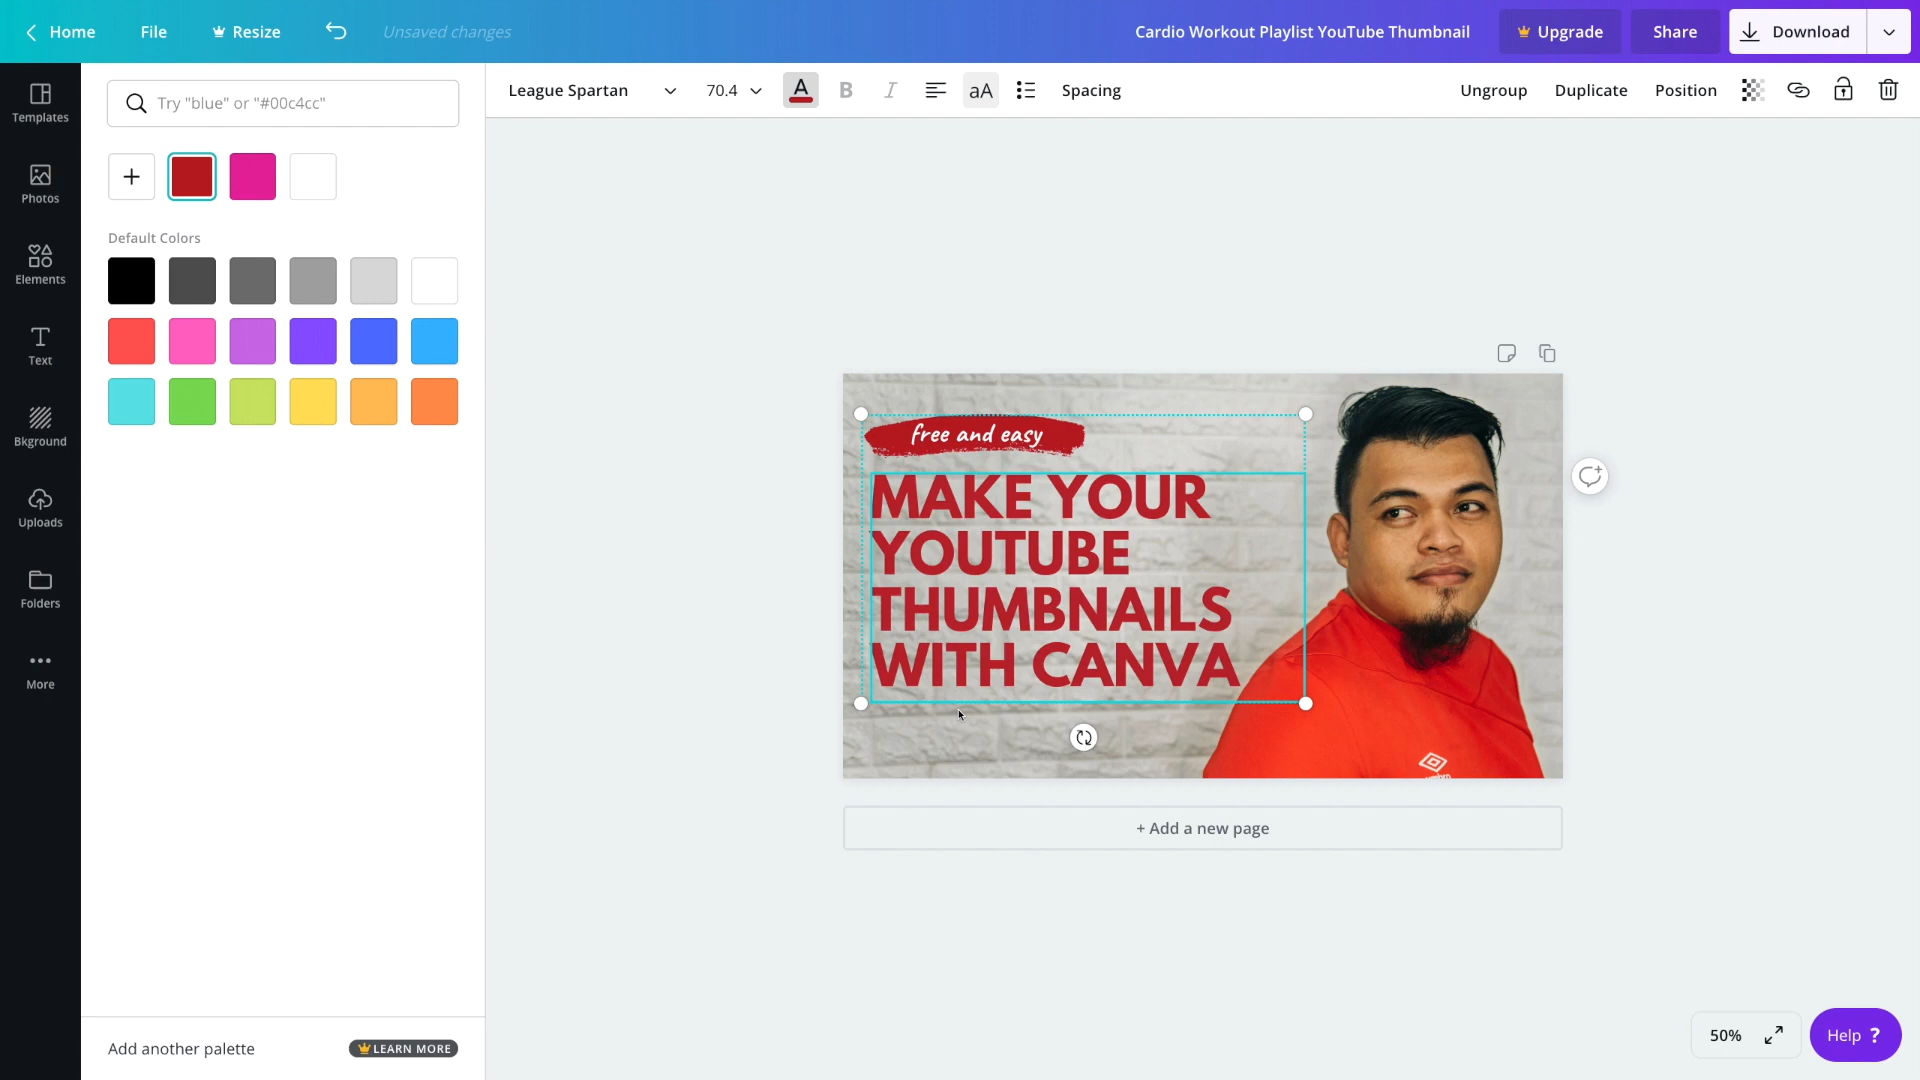 Home
File
Resize
Unsaved changes
Cardio Workout Playlist YouTube Thumbnail
Upgrade
Share
Download
Templates
Photos
Elements
Text
Bkground
Uploads
Folders
More
Try "blue" or "#00c4cc"
Default Colors
Add another palette
LEARN MORE
League Spartan
70.4
A
B
I
aA
Spacing
Ungroup
Duplicate
Position
free and easy
MAKE YOUR
YOUTUBE
THUMBNAILS
WITH CANVA
+ Add a new page
50%
Help ?